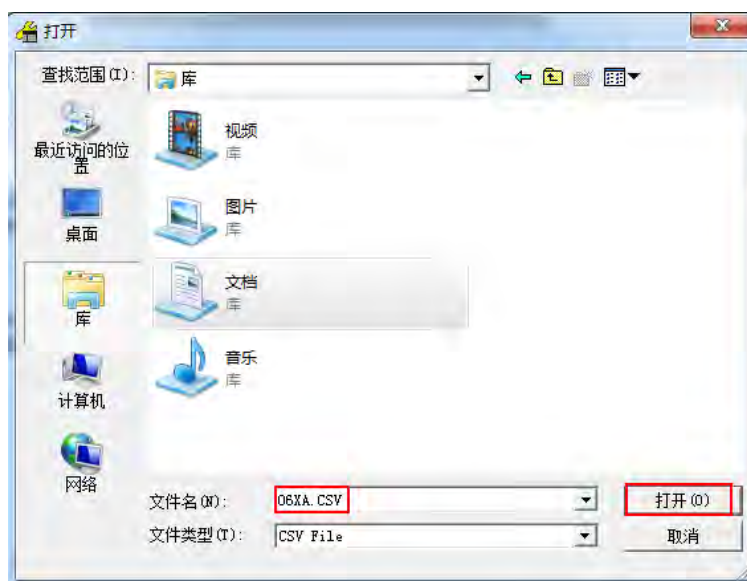 打开
查找范围(I):
库
最近访问的位
置
桌面
库
计算机
网络
视频
库
图片
库
文档
库
音乐
库
文件名(N):
06XA.CSV
打开(O)
文件类型(T):
CSV File
取消